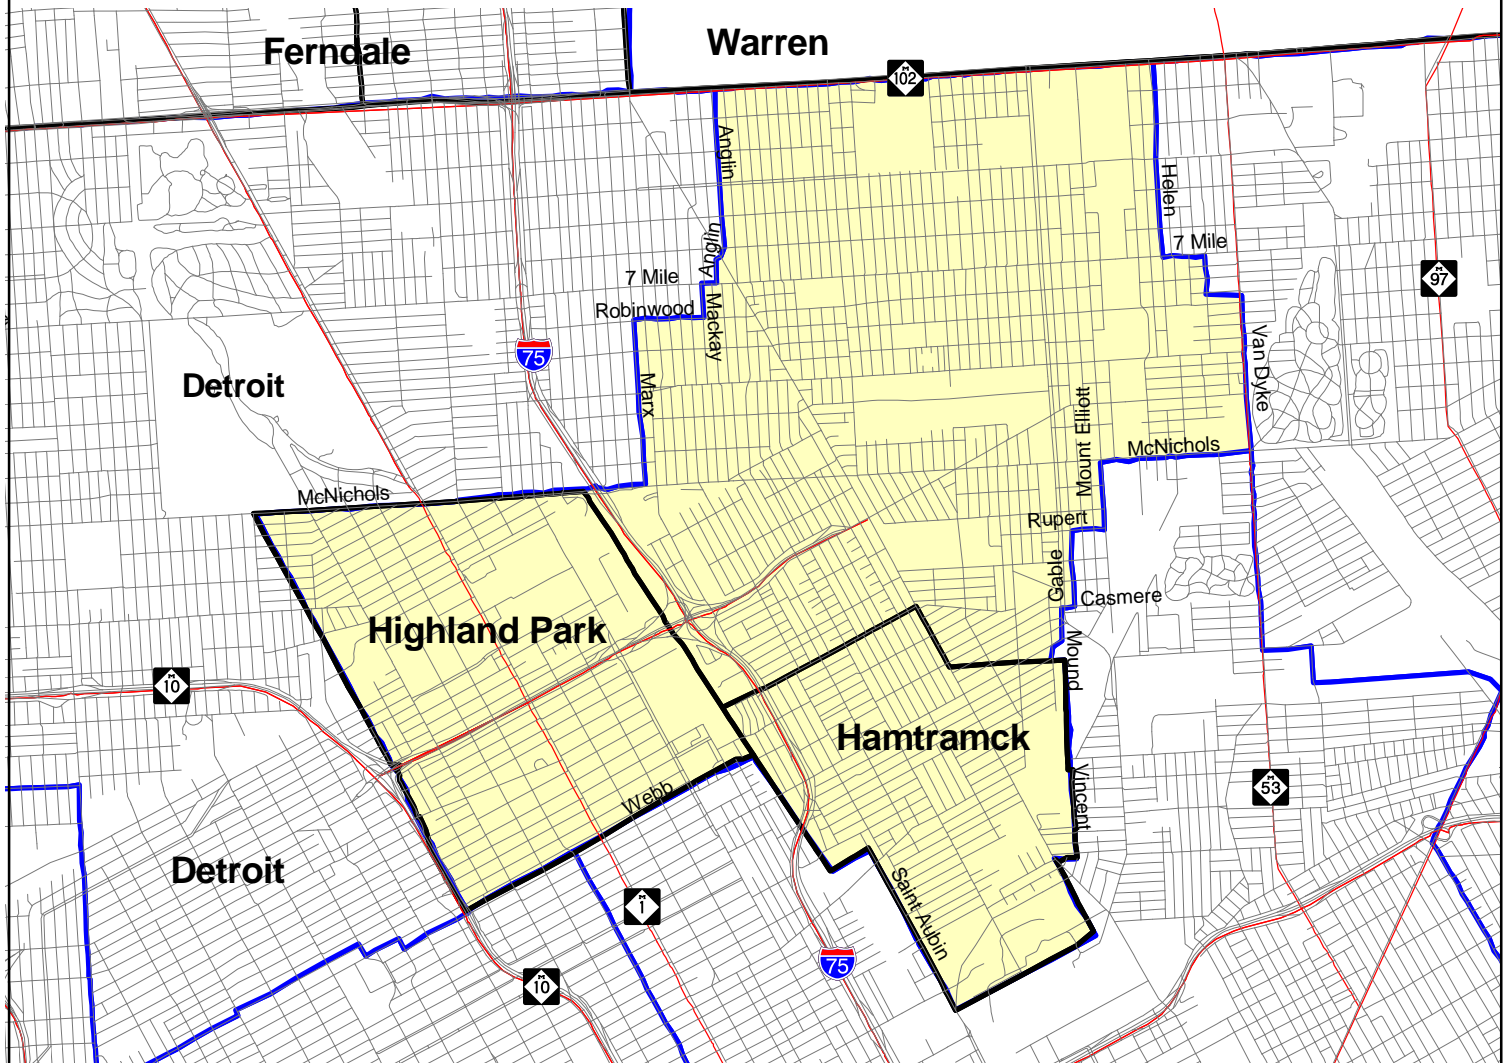 Ferndale
Warren
M
102
Anglin
Helen
Anglin
7 Mile
7 Mile
M
97
Robinwood
Mackay
75
Van Dyke
Detroit
Marx
Mount Elliott
McNichols
McNichols
Rupert
Gable
Casmere
Highland Park
Mound
M
10
Hamtramck
Webb
Vincent
M
53
Detroit
Saint Aubin
M
1
75
M
10